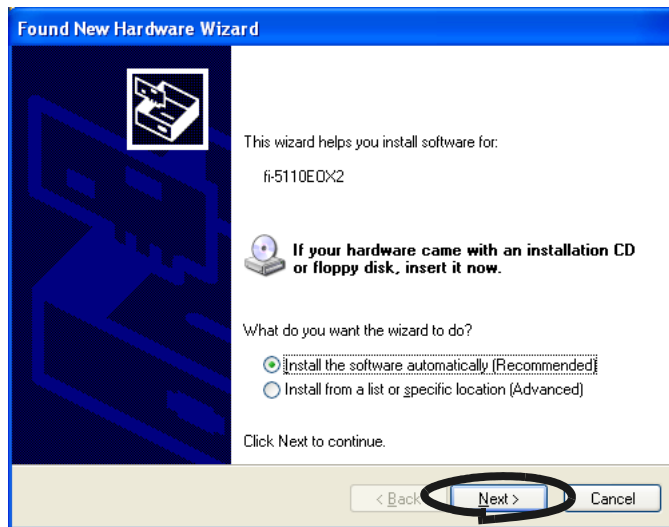 Found New Hardware Wizard
This wizard helps you install software for:
fi-5110EOX2
If your hardware came with an installation CD
or floppy disk, insert it now.
What do you want the wizard to do?
Install the software automatically (Recommended)
Install from a list or specific location (Advanced)
Click Next to continue.
< Back Next > Cancel